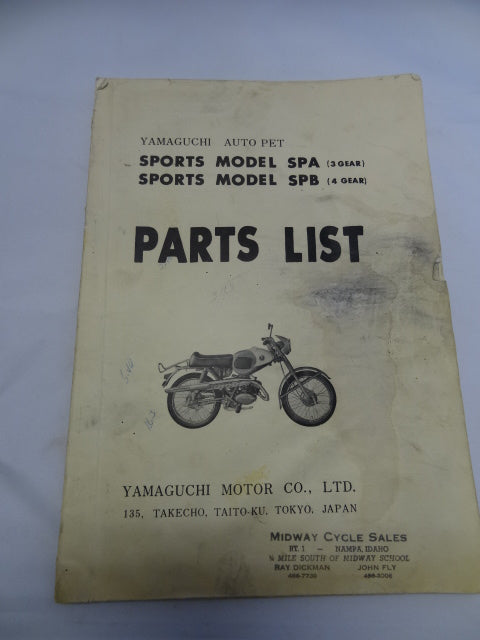 YAMAGUCHI AUTO PET
SPORTS MODEL SPA (3 GEAR)
SPORTS MODEL SPB (4 GEAR)
PARTS LIST
YAMAGUCHI MOTOR CO., LTD.
135, TAKECHO, TAITO-KU, TOKYO, JAPAN
MIDWAY CYCLE SALES
RT. 1 — NAMPA, IDAHO
¼ MILE SOUTH OF MIDWAY SCHOOL
RAY DICKMAN JOHN FLY